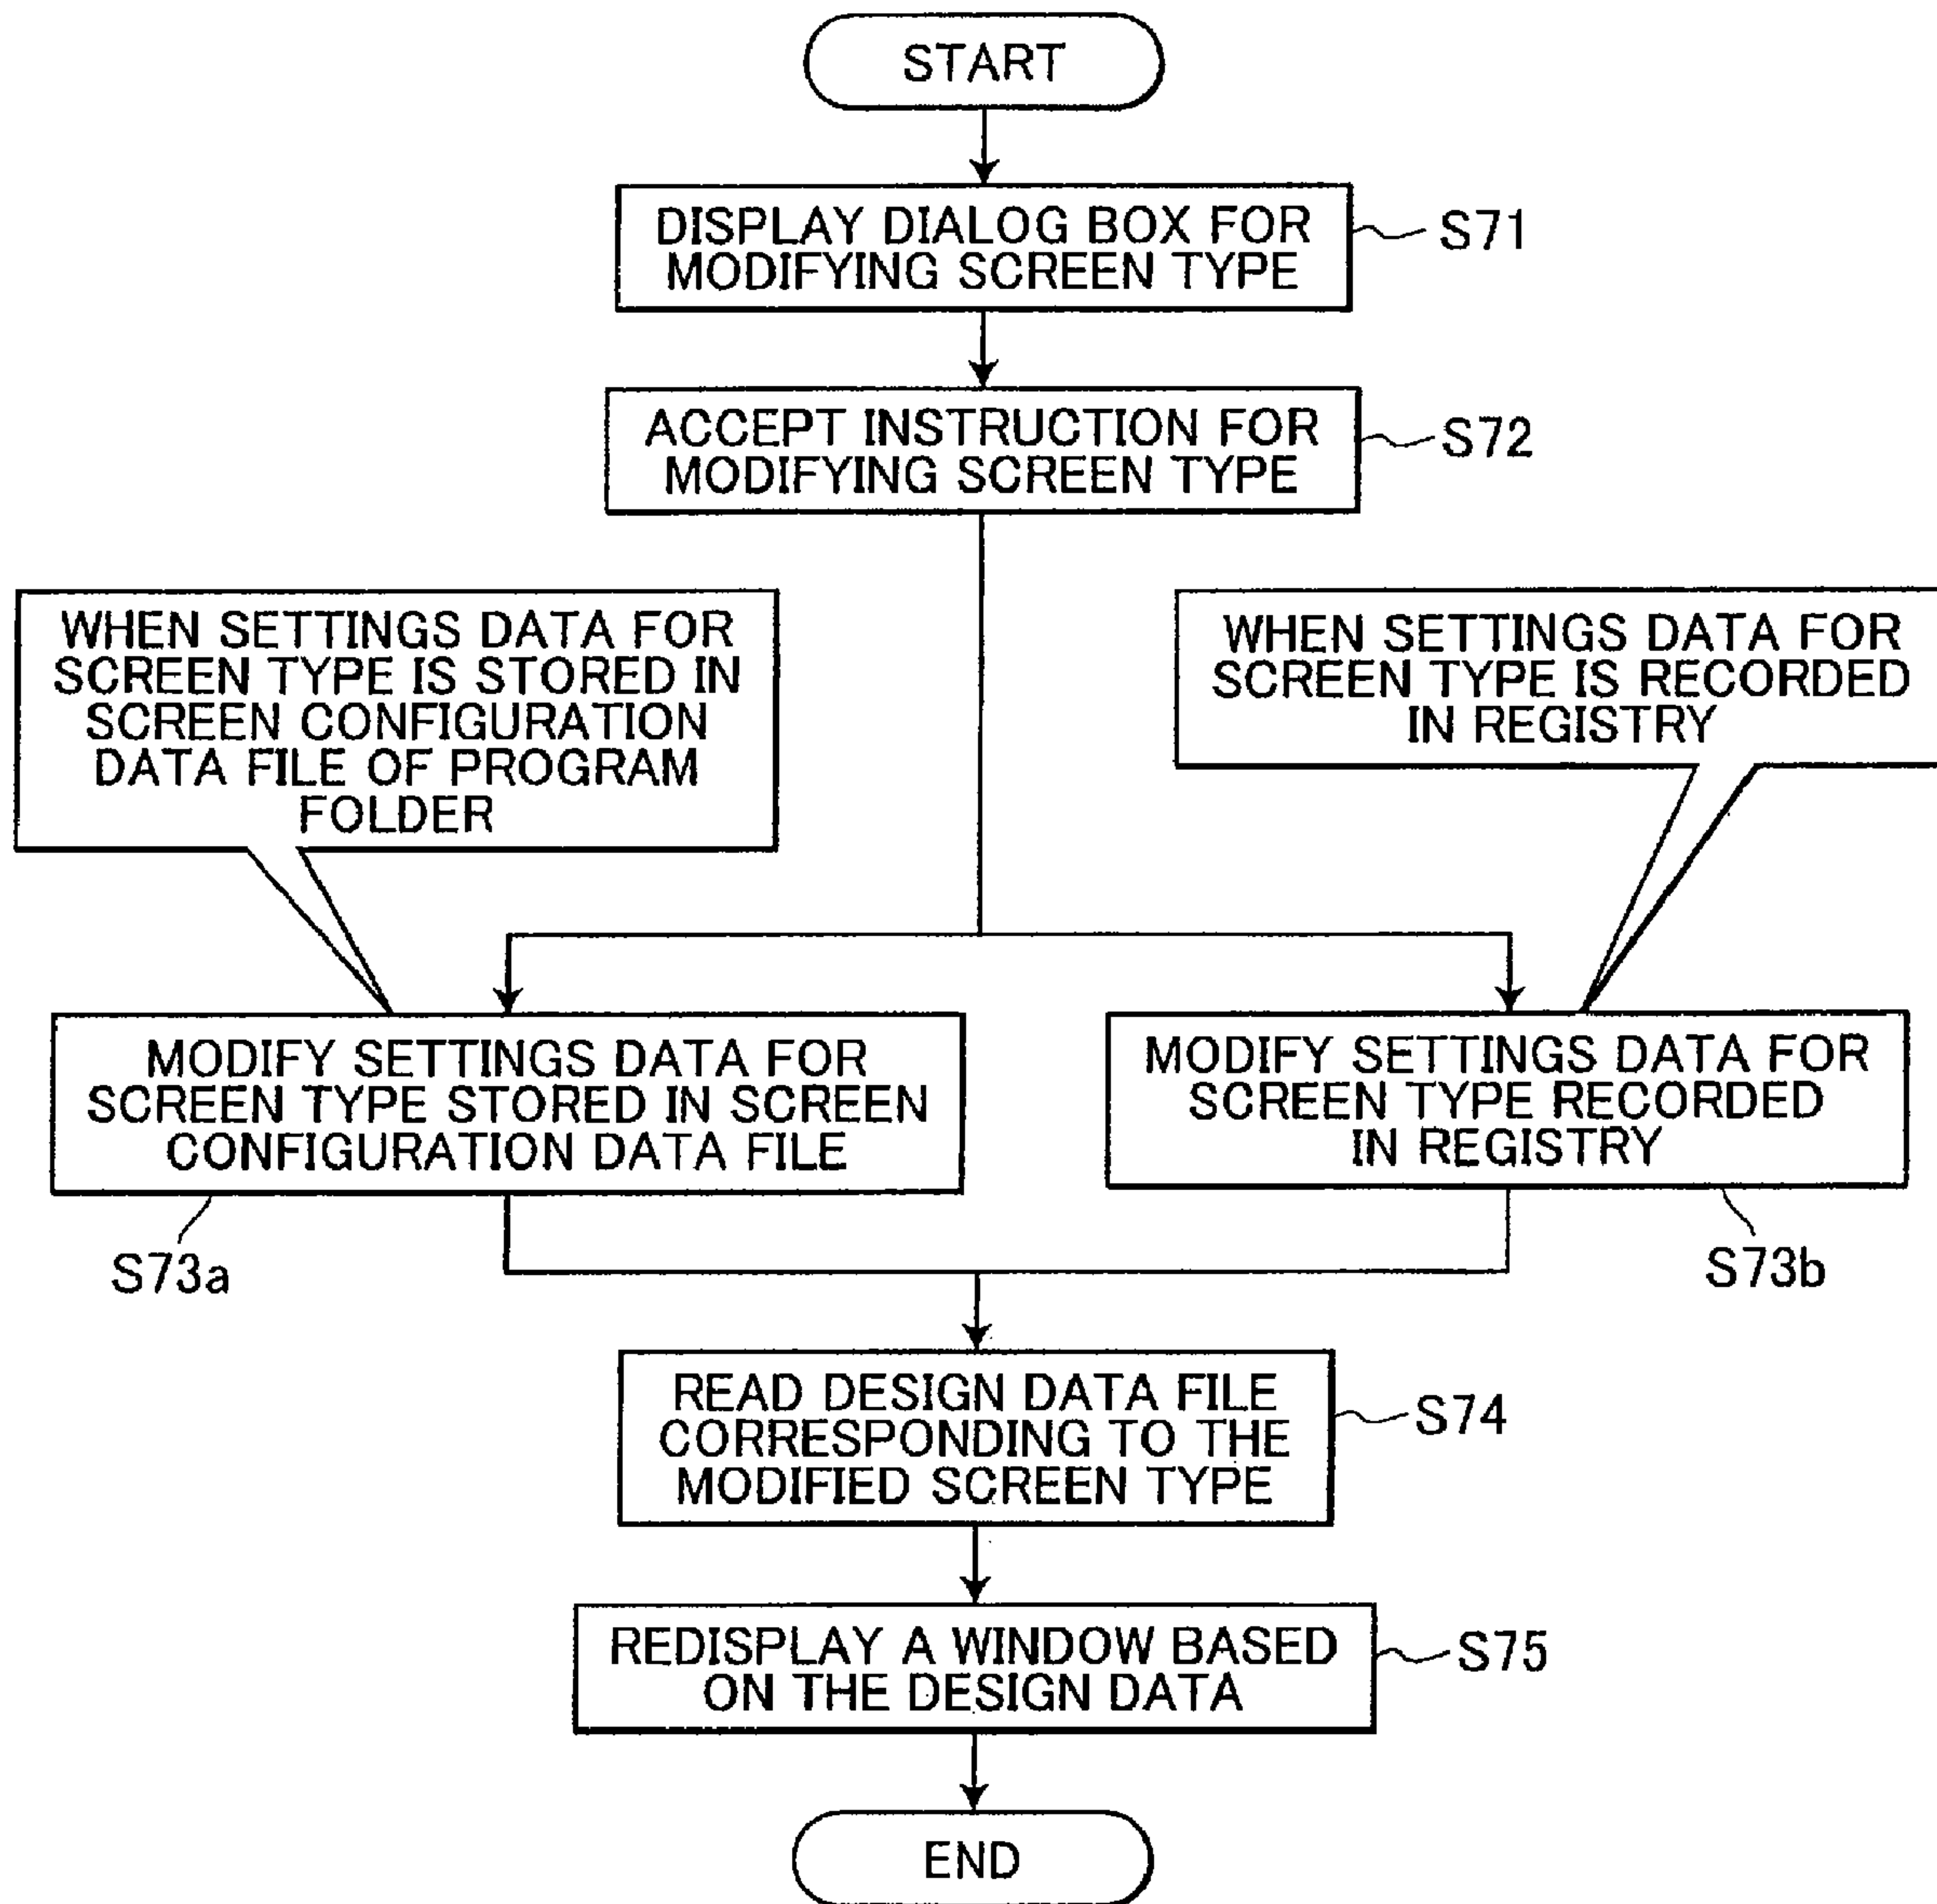 START
DISPLAY DIALOG BOX FOR
MODIFYING SCREEN TYPE
S71
ACCEPT INSTRUCTION FOR
MODIFYING SCREEN TYPE
S72
WHEN SETTINGS DATA FOR
SCREEN TYPE IS STORED IN
SCREEN CONFIGURATION
DATA FILE OF PROGRAM
FOLDER
WHEN SETTINGS DATA FOR
SCREEN TYPE IS RECORDED
IN REGISTRY
MODIFY SETTINGS DATA FOR
SCREEN TYPE STORED IN SCREEN
CONFIGURATION DATA FILE
S73a
MODIFY SETTINGS DATA FOR
SCREEN TYPE RECORDED
IN REGISTRY
S73b
READ DESIGN DATA FILE
CORRESPONDING TO THE
MODIFIED SCREEN TYPE
S74
REDISPLAY A WINDOW BASED
ON THE DESIGN DATA
S75
END